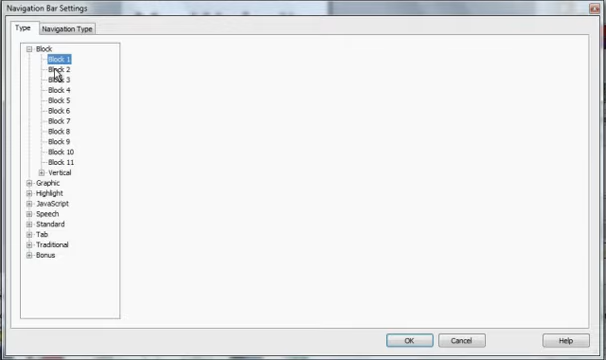 Navigation Bar Settings
Type
Navigation Type
Block
Block 1
Block 2
Block 3
Block 4
Block 5
Block 6
Block 7
Block 8
Block 9
Block 10
Block 11
Vertical
Graphic
Highlight
JavaScript
Speech
Standard
Tab
Traditional
Bonus
OK
Cancel
Help